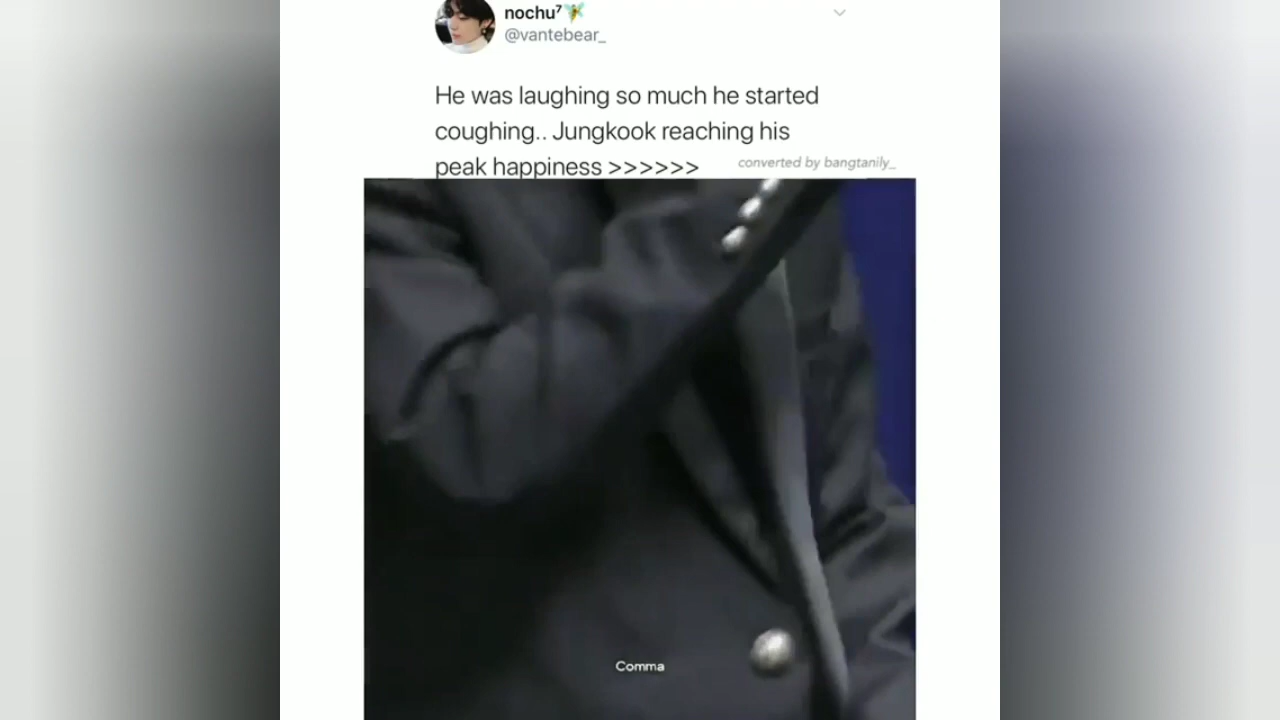 nochu⁷🧚
@vantebear_
He was laughing so much he started
coughing.. Jungkook reaching his
peak happiness >>>>>>
converted by bangtanily_
Comma